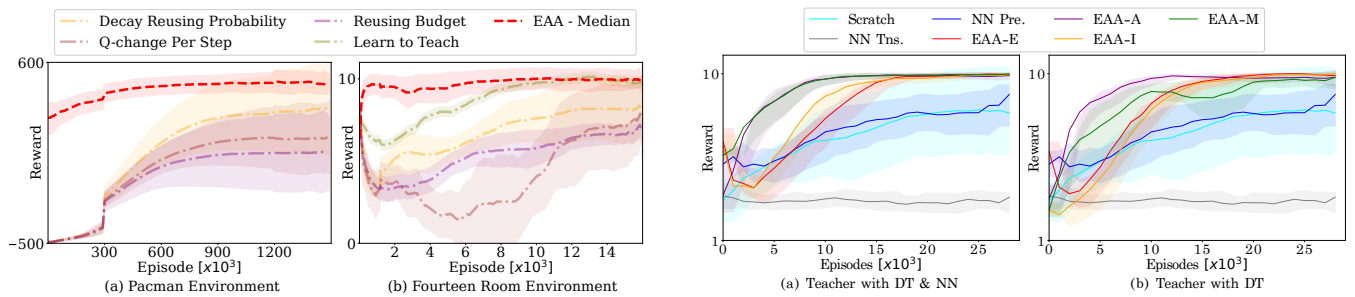 Decay Reusing Probability
Reusing Budget
EAA - Median
Q-change Per Step
Learn to Teach
600
Reward
−500
300 600 900 1200
Episode [x10³]
(a) Pacman Environment
10
0
2 4 6 8 10 12 14
Episode [x10³]
(b) Fourteen Room Environment
Scratch
NN Pre.
EAA-A
EAA-M
NN Tns.
EAA-E
EAA-I
10
Reward
1
0 5 10 15 20 25
Episodes [x10³]
(a) Teacher with DT & NN
10
Reward
1
0 5 10 15 20 25
Episodes [x10³]
(b) Teacher with DT